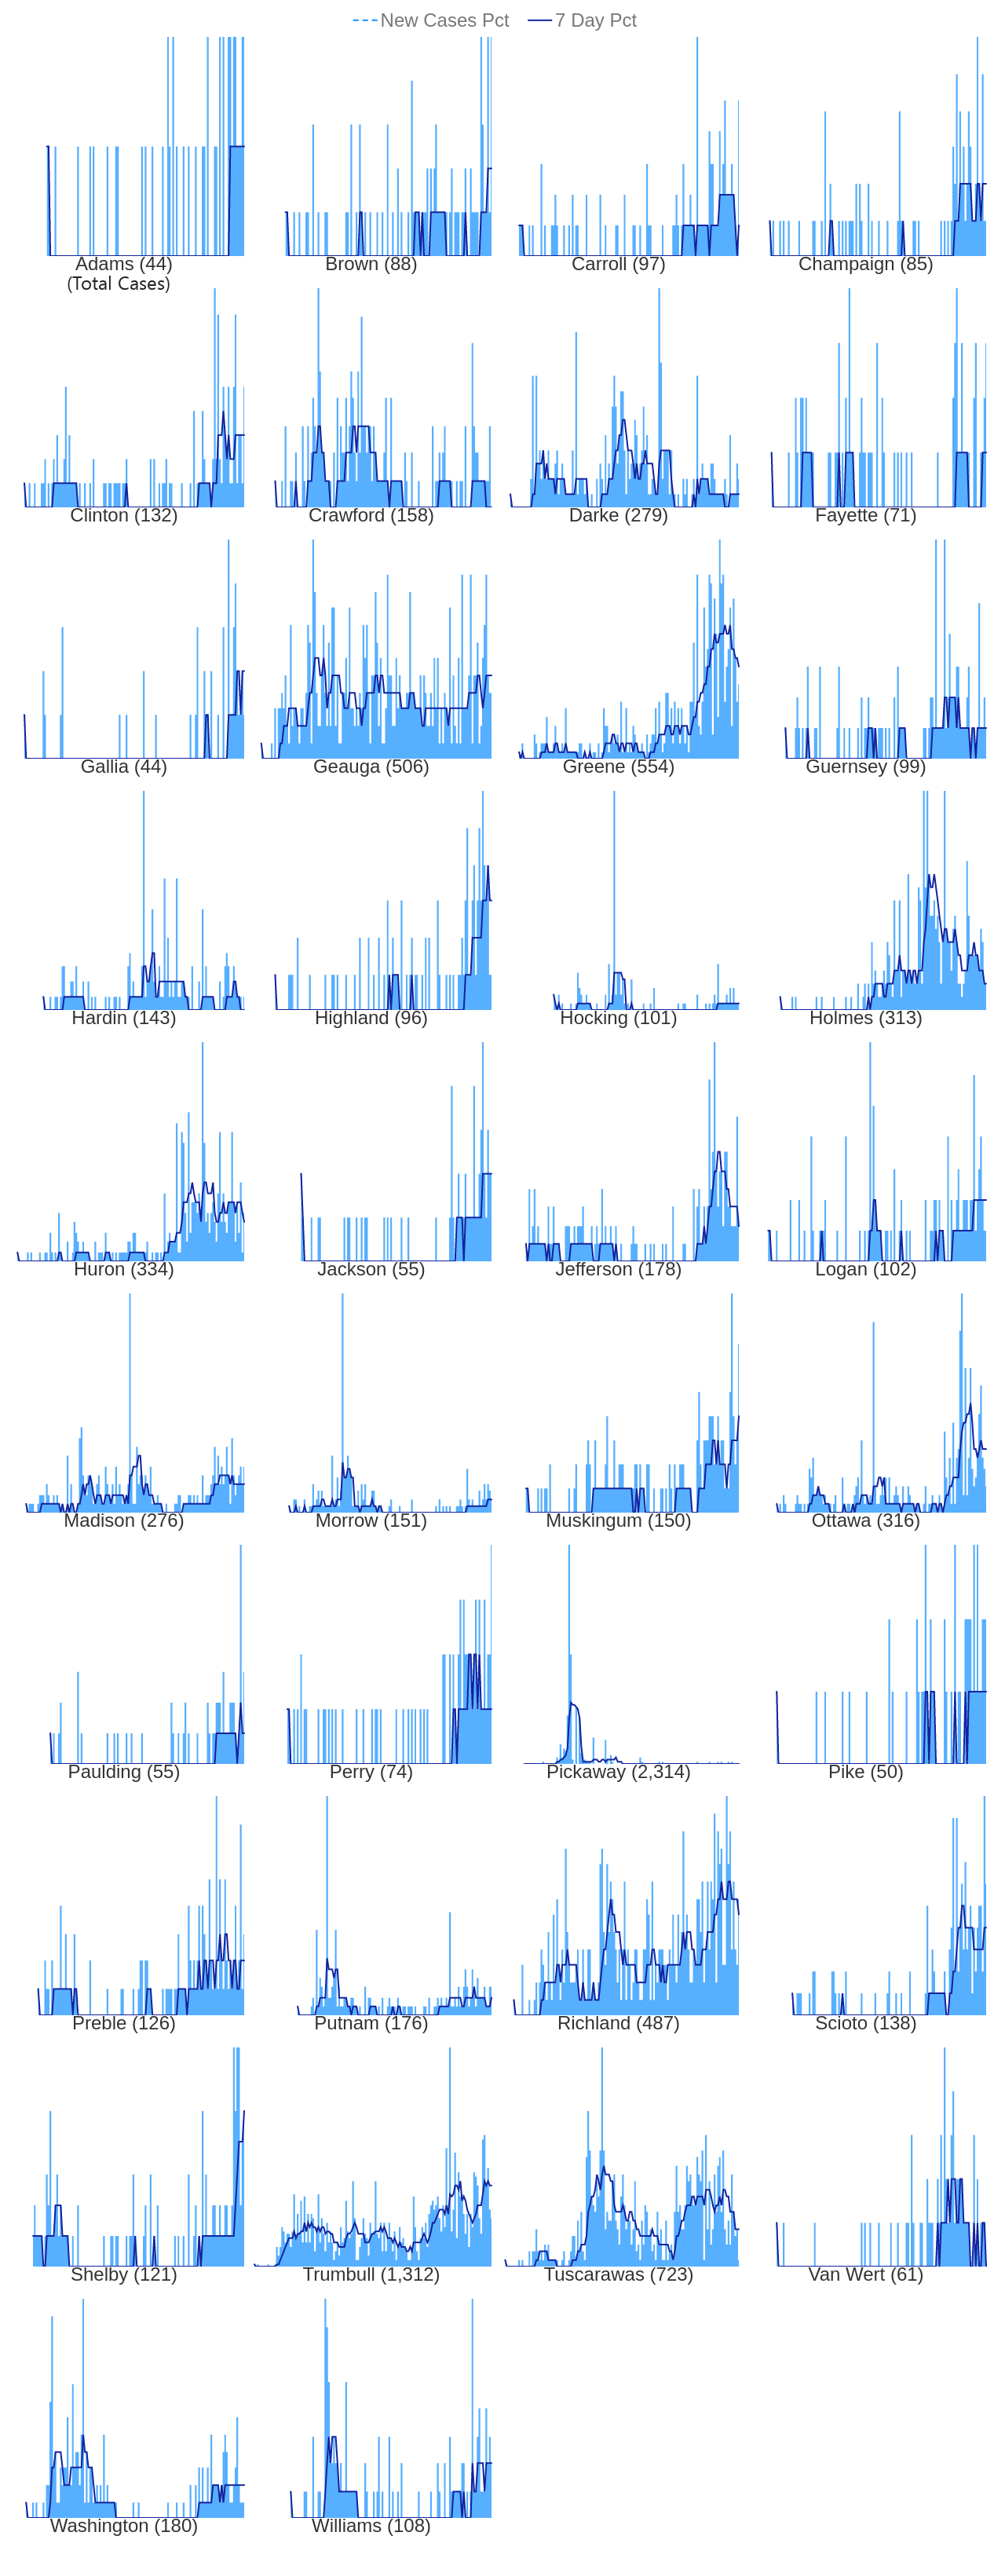 New Cases Pct 7 Day Pct
Adams (44) Brown (88) Carroll (97) Champaign (85)
(Total Cases)
Clinton (132) Crawford (158) Darke (279) Fayette (71)
Gallia (44) Geauga (506) Greene (554) Guernsey (99)
Hardin (143) Highland (96) Hocking (101) Holmes (313)
Huron (334) Jackson (55) Jefferson (178) Logan (102)
Madison (276) Morrow (151) Muskingum (150) Ottawa (316)
Paulding (55) Perry (74) Pickaway (2,314) Pike (50)
Preble (126) Putnam (176) Richland (487) Scioto (138)
Shelby (121) Trumbull (1,312) Tuscarawas (723) Van Wert (61)
Washington (180) Williams (108)